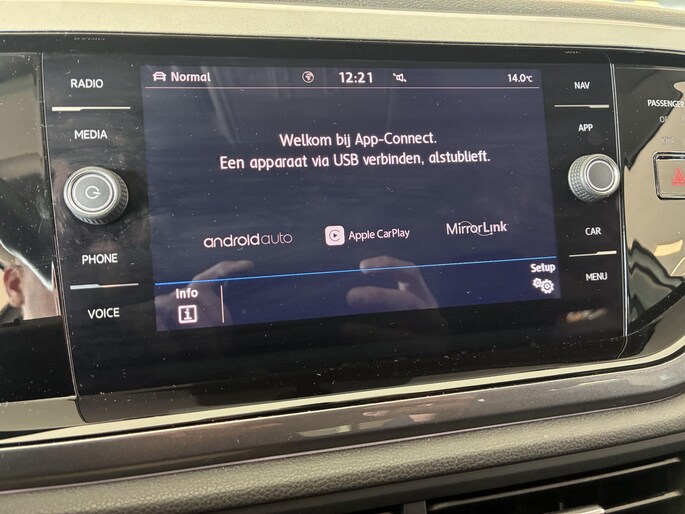 RADIO
MEDIA
PHONE
VOICE
Normal
12:21
14.0°C
Welkom bij App-Connect.
Een apparaat via USB verbinden, alstublieft.
androidauto
Apple CarPlay
MirrorLink
Info
Setup
NAV
APP
CAR
MENU
PASSENGER